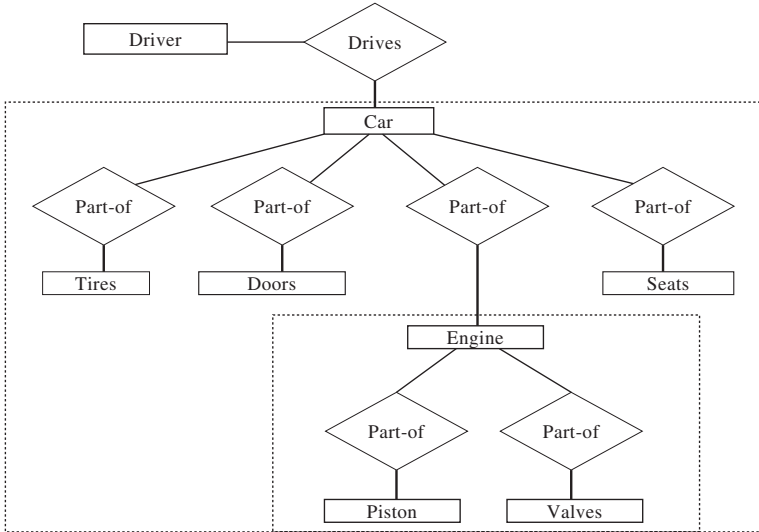 Driver
Drives
Car
Part-of
Part-of
Part-of
Part-of
Tires
Doors
Seats
Engine
Part-of
Part-of
Piston
Valves